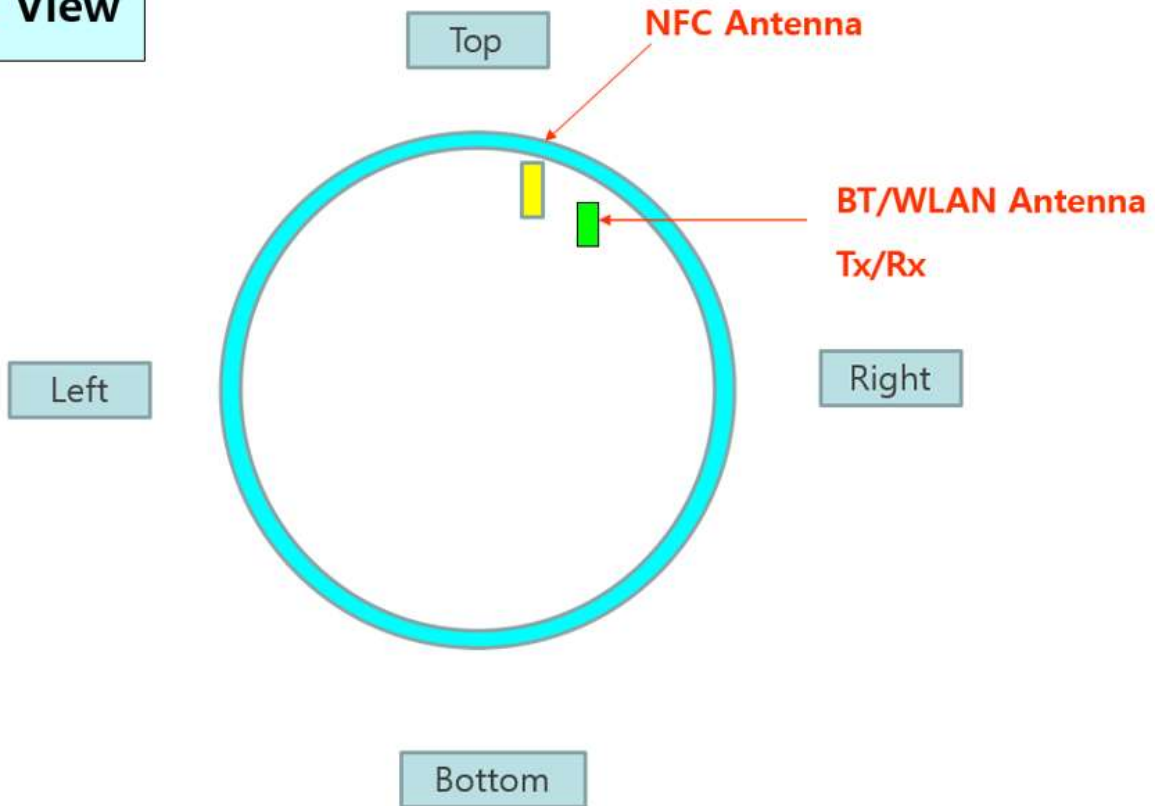 View
Top
NFC Antenna
BT/WLAN Antenna
Tx/Rx
Left
Right
Bottom